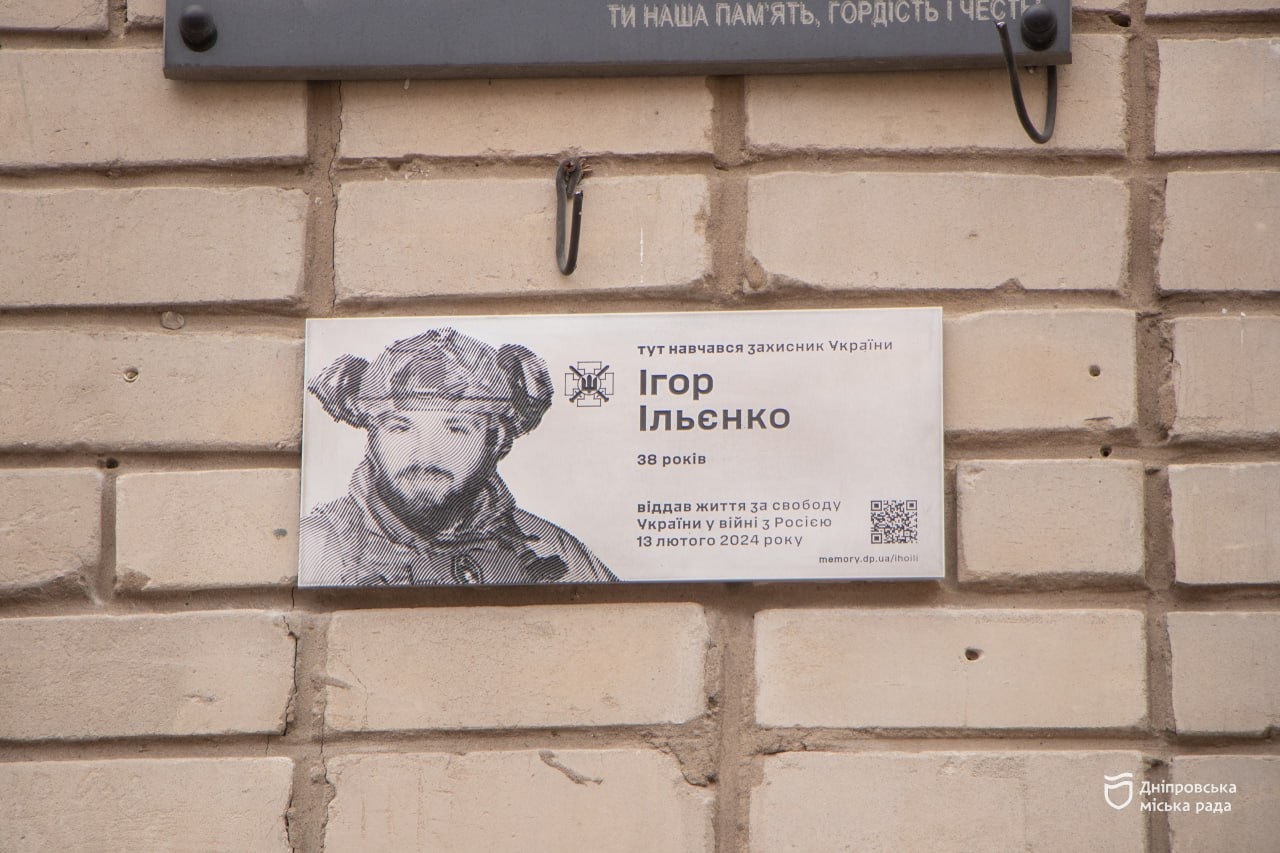 ТИ НАША ПАМ'ЯТЬ, ГОРДІСТЬ І ЧЕСТЬ
тут навчався захисник України
Ігор
Ільєнко
38 років
віддав життя за свободу
України у війні з Росією
13 лютого 2024 року
memory.dp.ua/ihoili
Дніпровська
міська рада